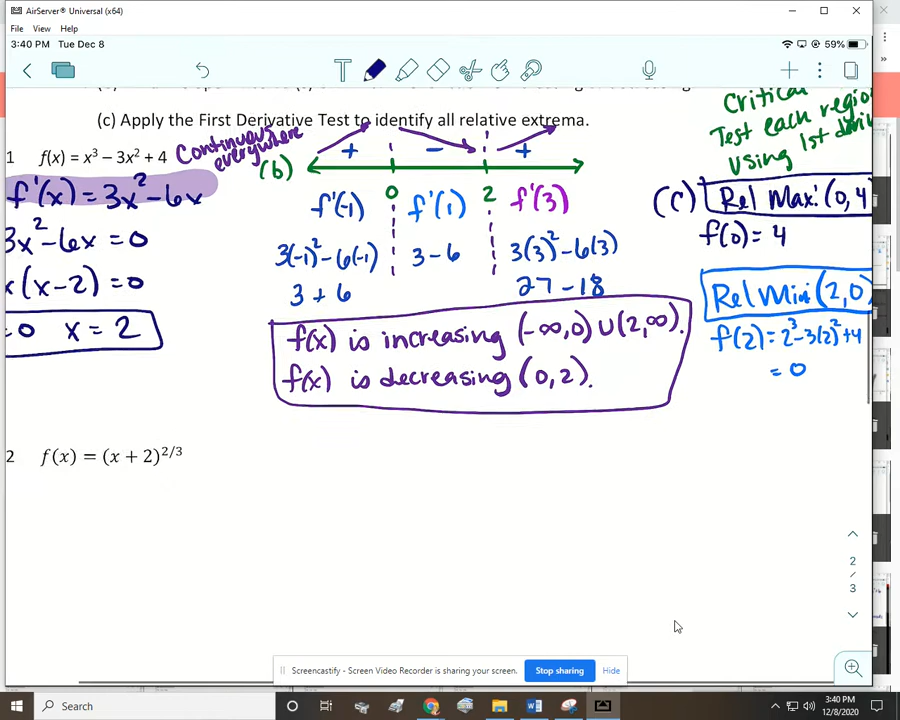 AirServer Universal (x64)
File View Help
3:40 PM Tue Dec 8
59%
T
(c) Apply the First Derivative Test to identify all relative extrema.
Critical
Test each regio
Using 1st deriv
1 f(x) = x³ − 3x² + 4
Continuous
everywhere
(b)
+ − +
f'(x) = 3x² − 6x
3x² − 6x = 0
x(x − 2) = 0
=0 x = 2
0 2
f'(-1) f'(1) f'(3)
3(-1)² − 6(-1) 3 − 6 3(3)² − 6(3)
3 + 6 27 − 18
f(x) is increasing (-∞,0) ∪ (2,∞).
f(x) is decreasing (0,2).
(c) Rel Max: (0,4
f(0) = 4
Rel Min: (2,0)
f(2) = 2³ − 3(2)² + 4
= 0
2 f(x) = (x + 2)^{2/3}
2
/
3
Screencastify - Screen Video Recorder is sharing your screen. Stop sharing Hide
Search
3:40 PM
12/8/2020